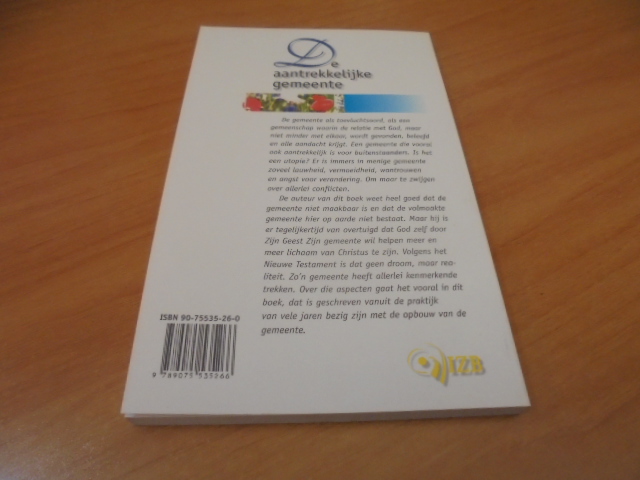 De
aantrekkelijke
gemeente
De gemeente als toevluchtsoord, als een
gemeenschap waarin de relatie met God, maar
niet minder met elkaar, wordt gevonden, beleefd
en alle aandacht krijgt. Een gemeente die vooral
ook aantrekkelijk is voor buitenstaanders. Is het
een utopie? Er is immers in menige gemeente
zoveel lauwheid, vermoeidheid, wantrouwen
en angst voor verandering. Om maar te zwijgen
over allerlei conflicten.
De auteur van dit boek weet heel goed dat de
gemeente niet maakbaar is en dat de volmaakte
gemeente hier op aarde niet bestaat. Maar hij is
er tegelijkertijd van overtuigd dat God zelf door
Zijn Geest Zijn gemeente wil helpen meer en
meer lichaam van Christus te zijn. Volgens het
Nieuwe Testament is dat geen droom, maar rea-
liteit. Zo'n gemeente heeft allerlei kenmerkende
trekken. Over die aspecten gaat het vooral in dit
boek, dat is geschreven vanuit de praktijk
van vele jaren bezig zijn met de opbouw van de
gemeente.
ISBN 90-75535-26-0
9 789075 535266
IZB